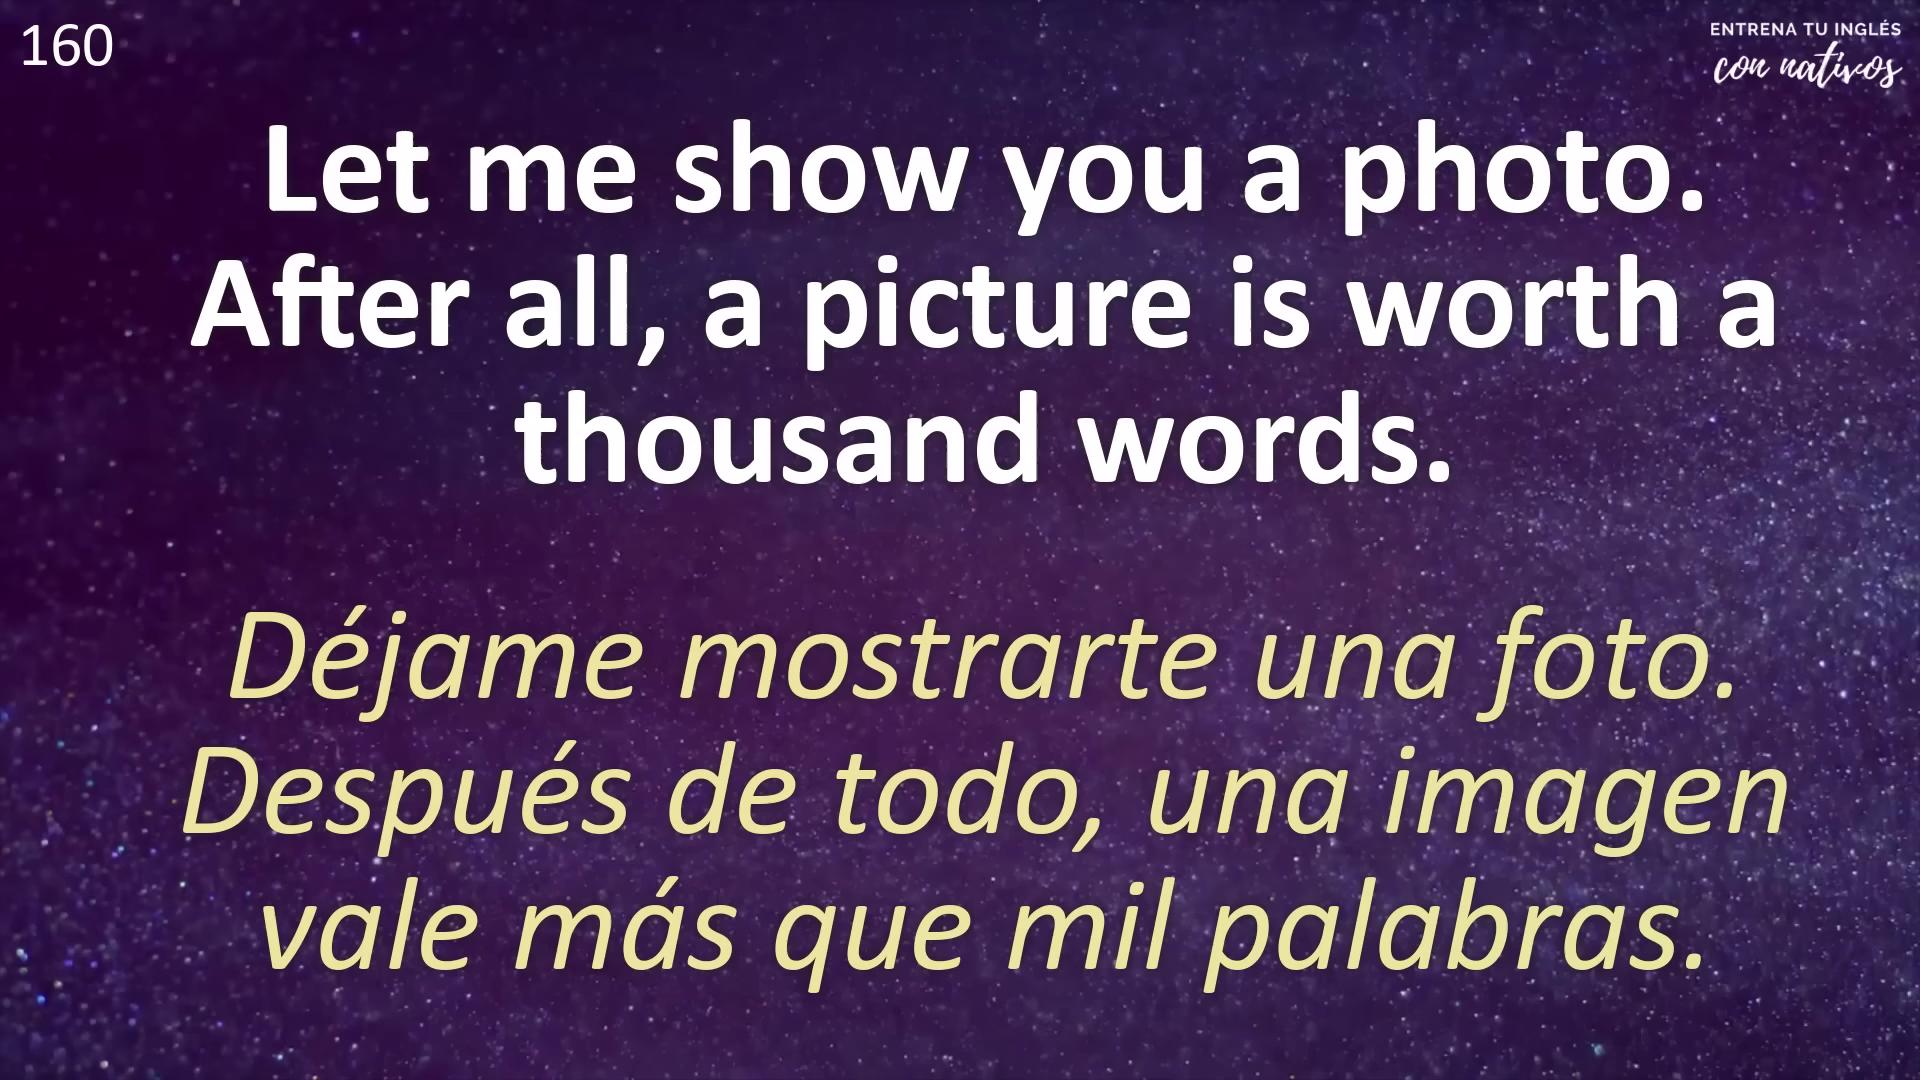 160
ENTRENA TU INGLÉS
con nativos
Let me show you a photo.
After all, a picture is worth a
thousand words.
Déjame mostrarte una foto.
Después de todo, una imagen
vale más que mil palabras.